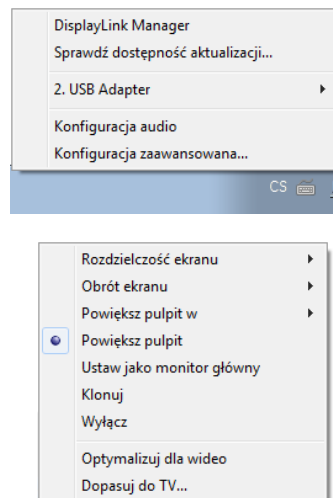 DisplayLink Manager
Sprawdź dostępność aktualizacji...
2. USB Adapter
Konfiguracja audio
Konfiguracja zaawansowana...
CS
Rozdzielczość ekranu
Obrót ekranu
Powiększ pulpit w
Powiększ pulpit
Ustaw jako monitor główny
Klonuj
Wyłącz
Optymalizuj dla wideo
Dopasuj do TV...